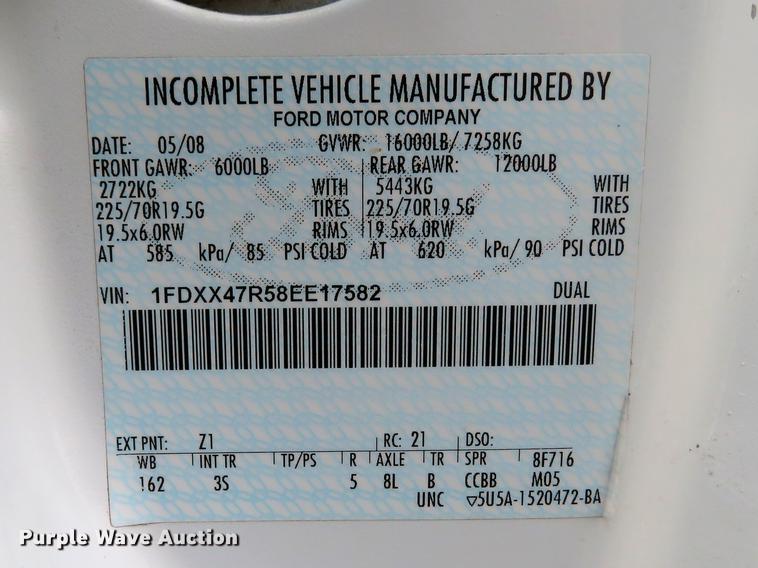 INCOMPLETE VEHICLE MANUFACTURED BY
FORD MOTOR COMPANY
DATE: 05/08 GVWR: 16000LB/ 7258KG
FRONT GAWR: 6000LB REAR GAWR: 12000LB
2722KG WITH 5443KG WITH
225/70R19.5G TIRES 225/70R19.5G TIRES
19.5x6.0RW RIMS 19.5x6.0RW RIMS
AT 585 kPa/ 85 PSI COLD AT 620 kPa/ 90 PSI COLD
VIN: 1FDXX47R58EE17582 DUAL
EXT PNT: Z1 RC: 21 DSO:
WB INT TR TP/PS R AXLE TR SPR 8F716
162 3S 5 8L B CCBB M05
UNC ▽5U5A-1520472-BA
Purple Wave Auction